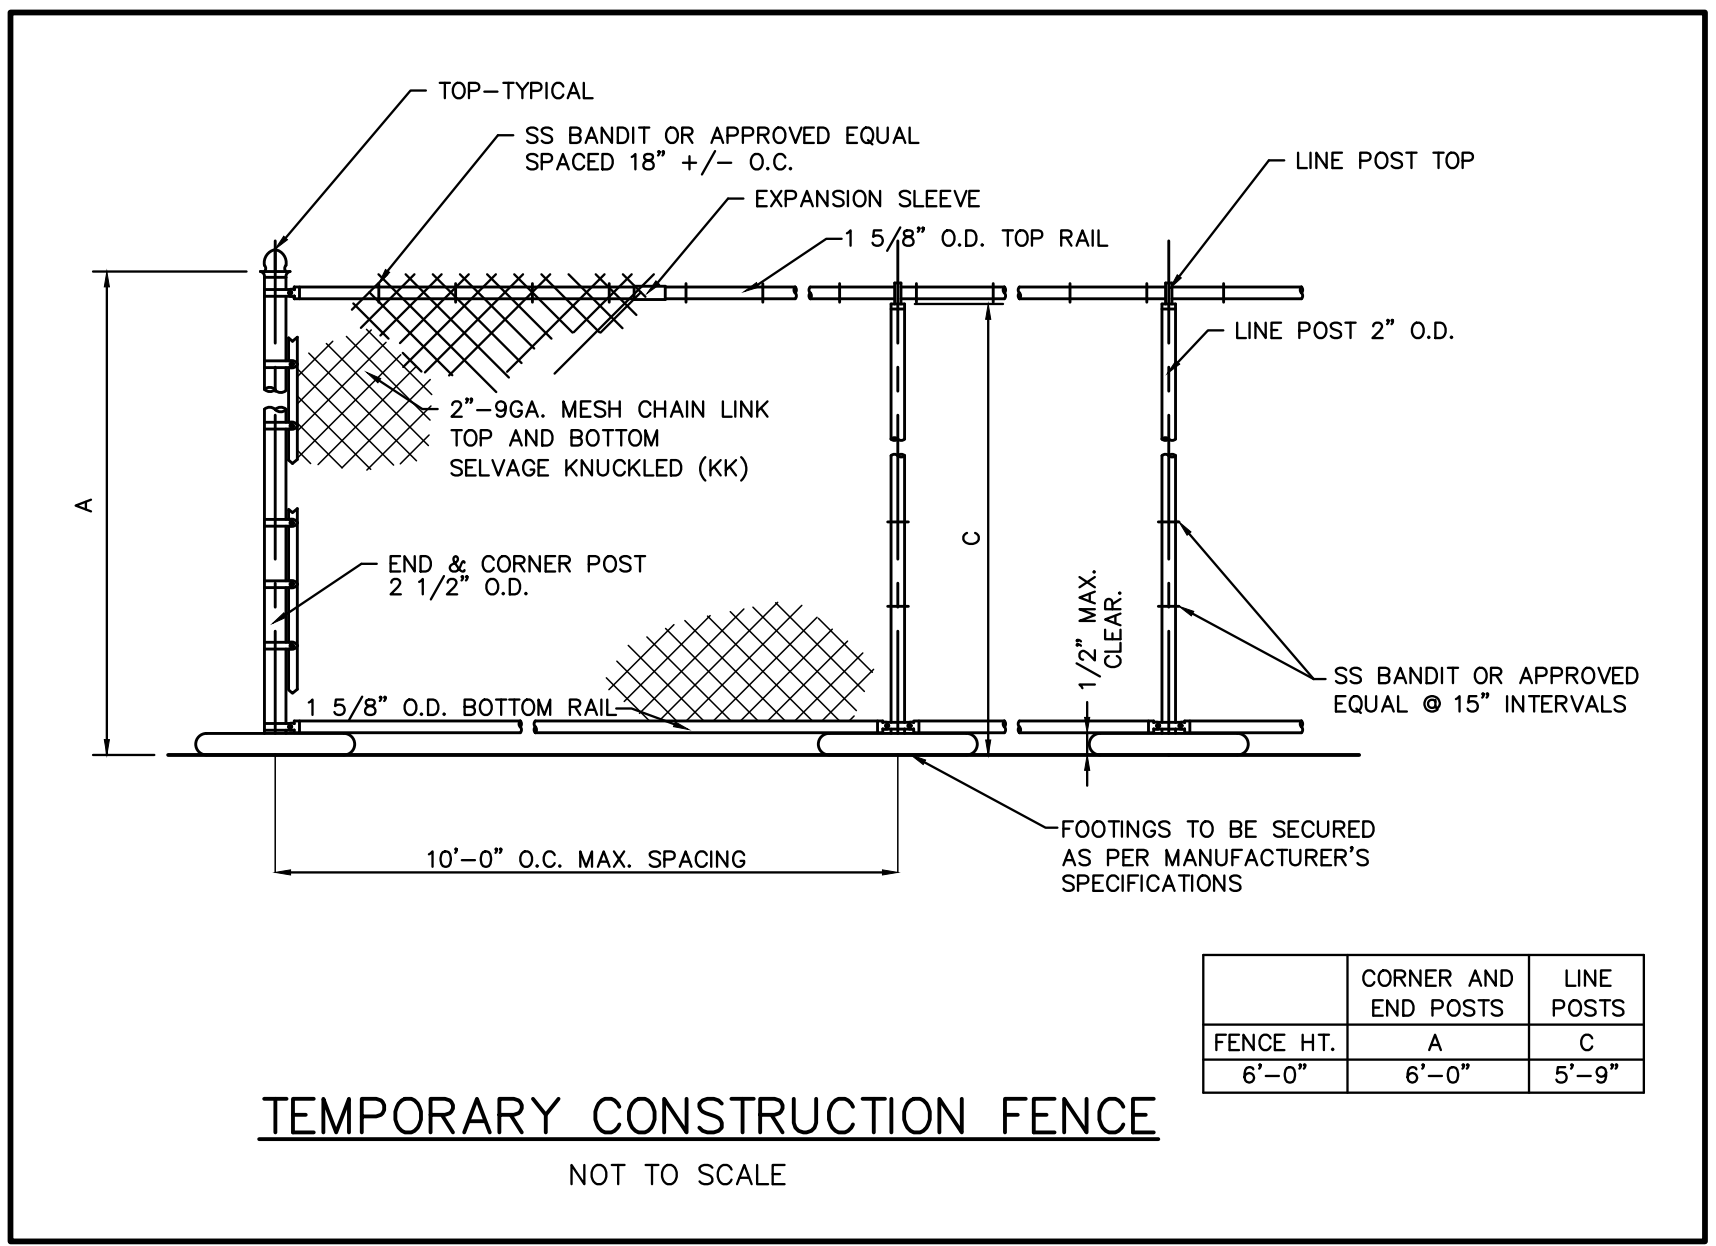 TOP-TYPICAL
SS BANDIT OR APPROVED EQUAL
SPACED 18" +/- O.C.
EXPANSION SLEEVE
1 5/8" O.D. TOP RAIL
LINE POST TOP
LINE POST 2" O.D.
2"-9GA. MESH CHAIN LINK
TOP AND BOTTOM
SELVAGE KNUCKLED (KK)
A
C
END & CORNER POST
2 1/2" O.D.
1/2" MAX.
CLEAR.
SS BANDIT OR APPROVED
EQUAL @ 15" INTERVALS
1 5/8" O.D. BOTTOM RAIL
FOOTINGS TO BE SECURED
AS PER MANUFACTURER'S
SPECIFICATIONS
10'-0" O.C. MAX. SPACING
CORNER AND
END POSTS
LINE
POSTS
FENCE HT.
A
C
6'-0"
6'-0"
5'-9"
TEMPORARY CONSTRUCTION FENCE
NOT TO SCALE